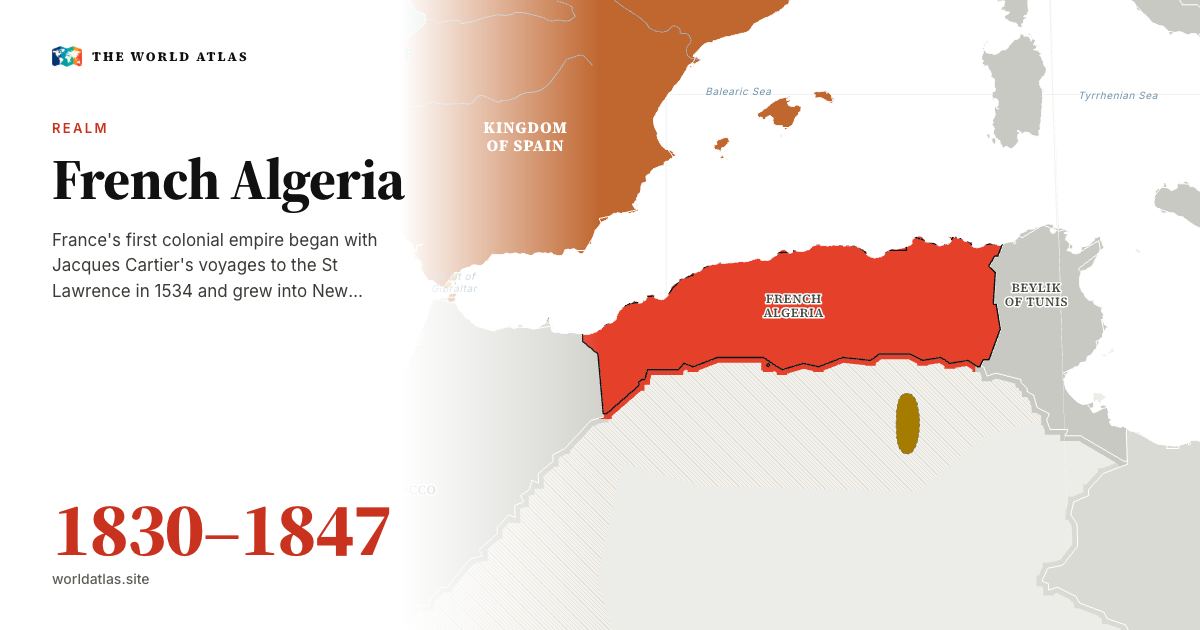 THE WORLD ATLAS
REALM
French Algeria
France's first colonial empire began with
Jacques Cartier's voyages to the St
Lawrence in 1534 and grew into New...
1830–1847
worldatlas.site
KINGDOM
OF SPAIN
Balearic Sea
Tyrrhenian Sea
of
Gibraltar
FRENCH
ALGERIA
BEYLIK
OF TUNIS